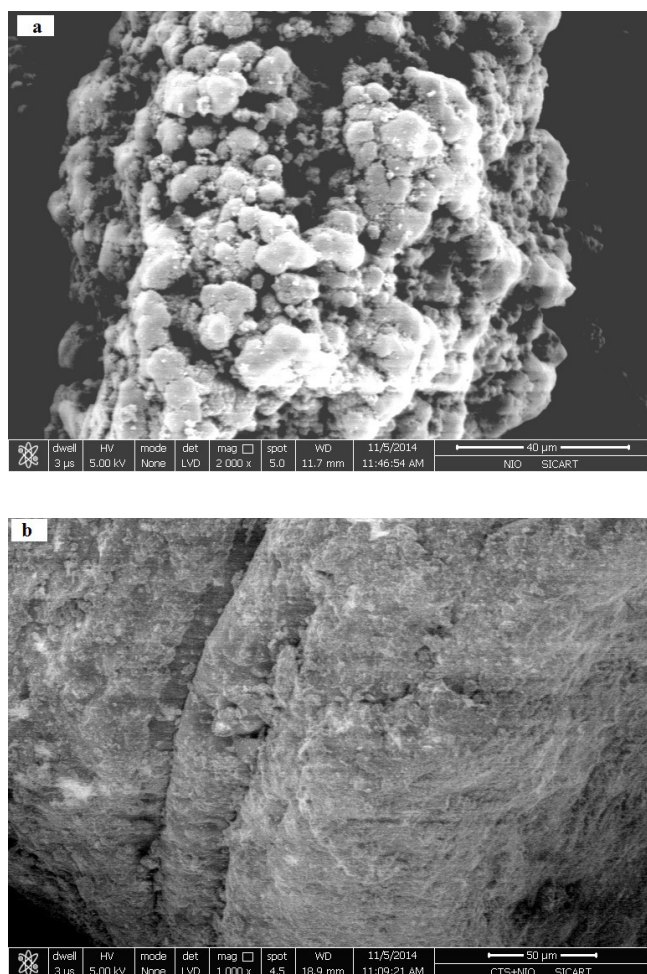 a
dwell HV mode det mag spot WD 11/5/2014 40 µm
3 µs 5.00 kV None LVD 2 000 x 5.0 11.7 mm 11:46:54 AM NIO SICART
b
dwell HV mode det mag spot WD 11/5/2014 50 µm
3 µs 5.00 kV None LVD 1 000 x 4.5 18.9 mm 11:09:21 AM CTS+NIO SICART